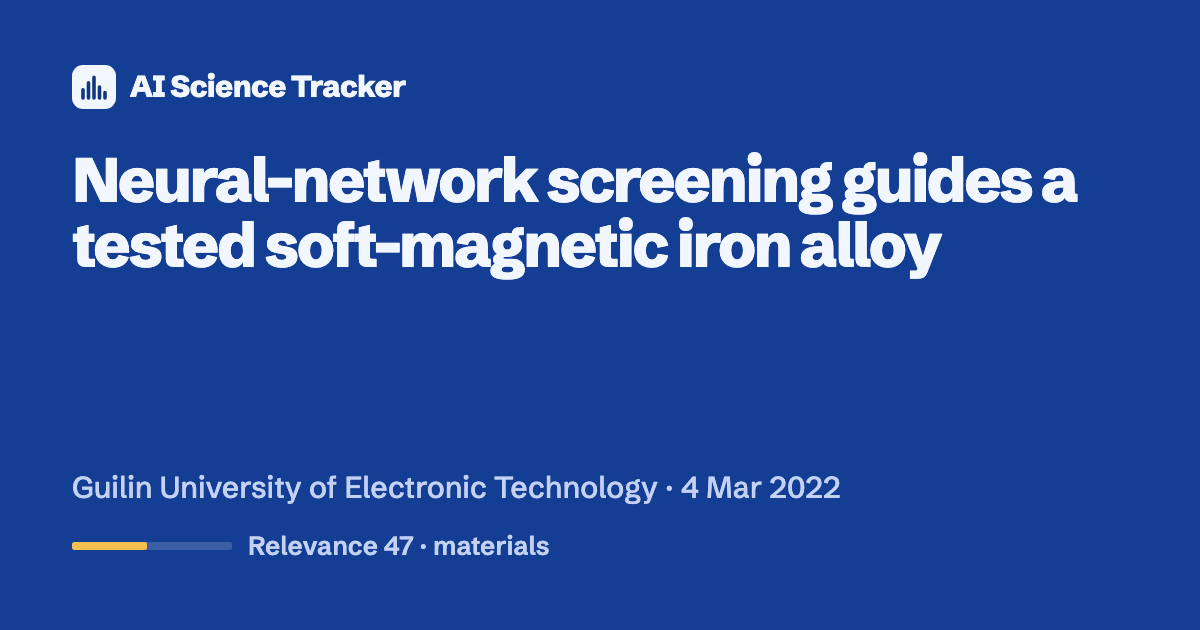 AI Science Tracker
Neural-network screening guides a
tested soft-magnetic iron alloy
Guilin University of Electronic Technology · 4 Mar 2022
Relevance 47 · materials